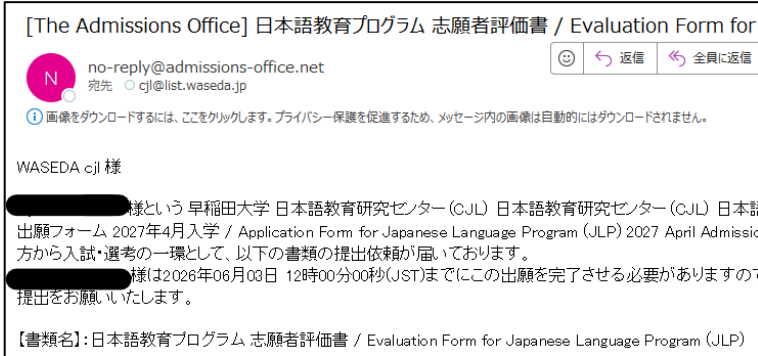 [The Admissions Office] 日本語教育プログラム 志願者評価書 / Evaluation Form for
N
no-reply@admissions-office.net
返信
全員に返信
宛先 cjl@list.waseda.jp
画像をダウンロードするには、ここをクリックします。プライバシー保護を促進するため、メッセージ内の画像は自動的にはダウンロードされません。
WASEDA cjl 様
様という 早稲田大学 日本語教育研究センター(CJL) 日本語教育研究センター(CJL) 日本語
出願フォーム 2027年4月入学 / Application Form for Japanese Language Program (JLP) 2027 April Admissio
方から入試・選考の一環として、以下の書類の提出依頼が届いております。
様は2026年06月03日 12時00分00秒(JST)までにこの出願を完了させる必要がありますので
提出をお願いいたします。
【書類名】:日本語教育プログラム 志願者評価書 / Evaluation Form for Japanese Language Program (JLP)